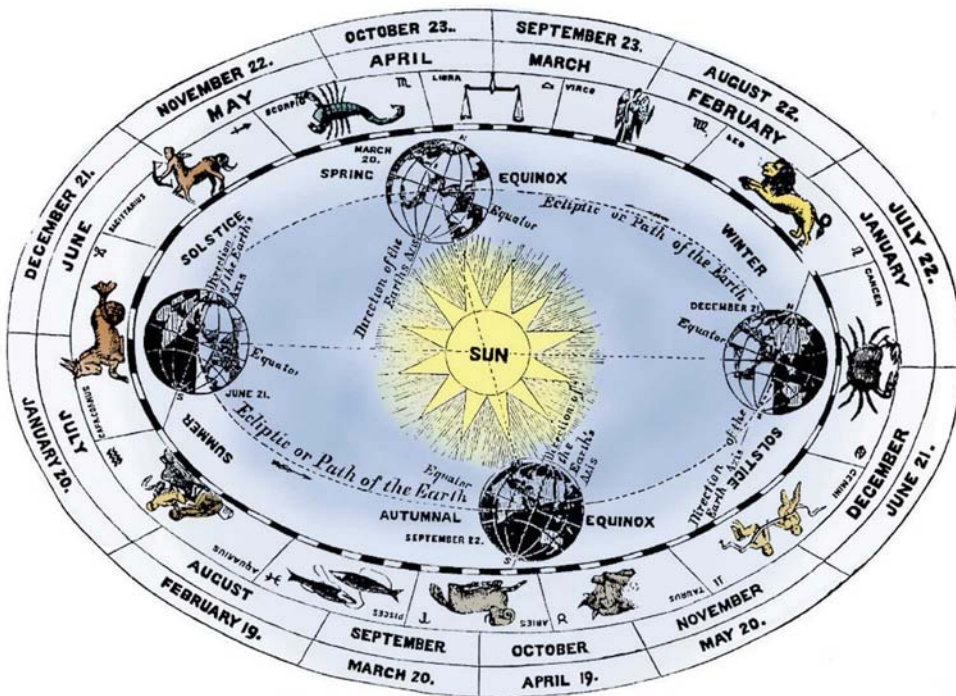 OCTOBER 23.
SEPTEMBER 23.
AUGUST 22.
JULY 22.
JUNE 21.
MAY 20.
APRIL 19.
MARCH 20.
FEBRUARY 19.
JANUARY 20.
DECEMBER 21.
NOVEMBER 22.
APRIL
MARCH
FEBRUARY
JANUARY
DECEMBER
NOVEMBER
OCTOBER
SEPTEMBER
AUGUST
JULY
JUNE
MAY
SCORPIO
♏
LIBRA
♎
VIRGO
♍
LEO
♌
CANCER
♋
GEMINI
♊
TAURUS
♉
ARIES
PISCES
♓
AQUARIUS
♒
CAPRICORNUS
SAGITTARIUS
♐
MARCH
20.
SPRING
EQUINOX
N
Equator
Direction of the
Earth's Axis
Ecliptic or Path of the Earth
WINTER
SOLSTICE
DECEMBER 21
N
Equator
Direction of the
Earth's Axis
SUN
SOLSTICE
SUMMER
Direction
of the Earth's
Axis
Equator
JUNE 21.
S
Ecliptic or Path of the Earth
Direction of
the
Earth's
Axis
Equator
AUTUMNAL
EQUINOX
SEPTEMBER 22.
S